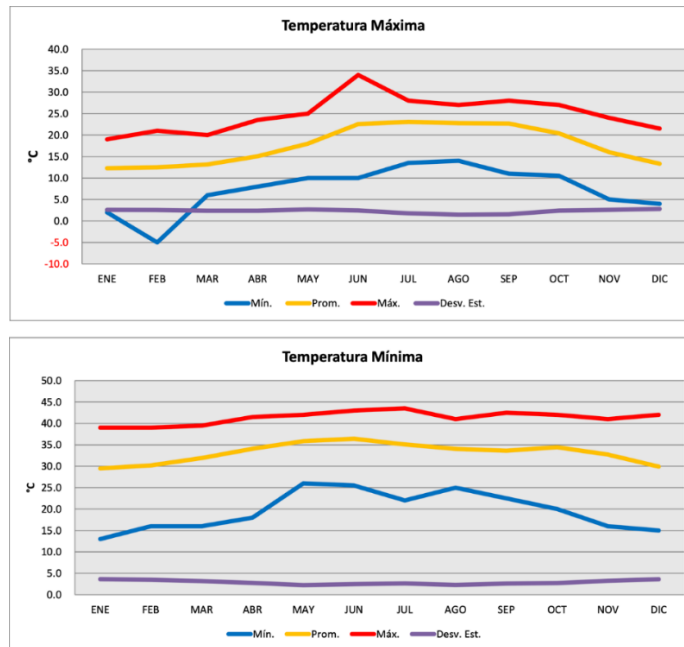 Temperatura Máxima
40.0
35.0
30.0
25.0
20.0
15.0
10.0
5.0
0.0
-5.0
-10.0
°C
ENE FEB MAR ABR MAY JUN JUL AGO SEP OCT NOV DIC
Mín. Prom. Máx. Desv. Est.
Temperatura Mínima
50.0
45.0
40.0
35.0
30.0
25.0
20.0
15.0
10.0
5.0
0.0
°C
ENE FEB MAR ABR MAY JUN JUL AGO SEP OCT NOV DIC
Mín. Prom. Máx. Desv. Est.